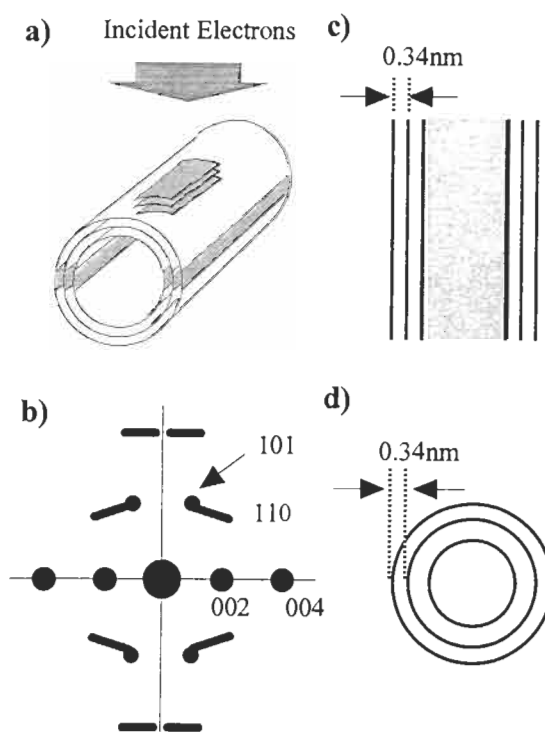 a)
Incident Electrons
c)
0.34nm
b)
101
110
002
004
d)
0.34nm